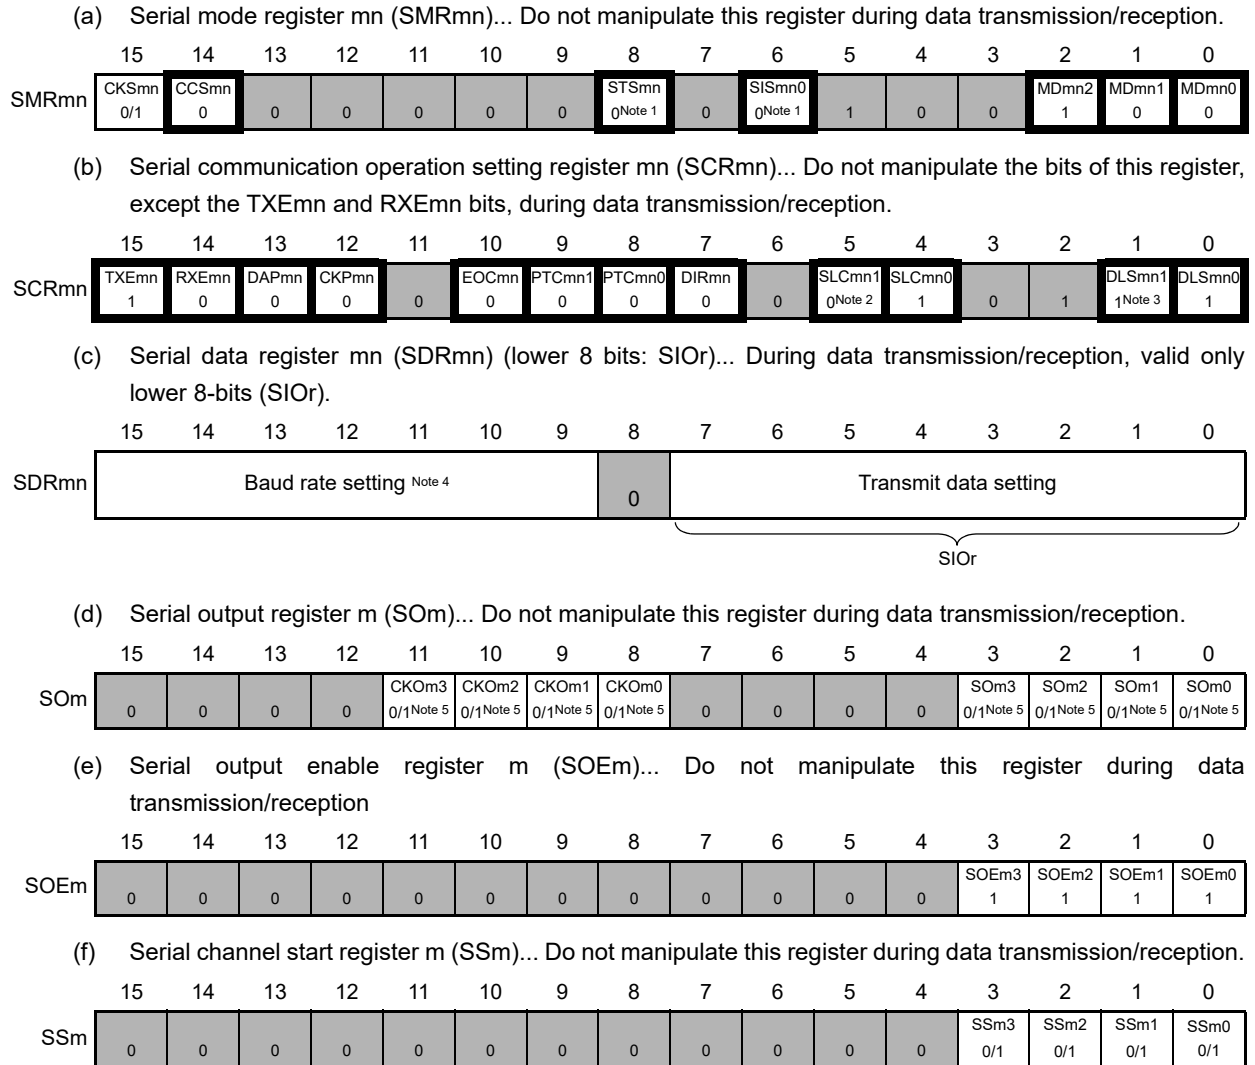 (a) Serial mode register mn (SMRmn)... Do not manipulate this register during data transmission/reception.
15 14 13 12 11 10 9 8 7 6 5 4 3 2 1 0
CKSmn CCSmn STSmn SISmn0 MDmn2 MDmn1 MDmn0
SMRmn 0/1 0 0 0 0 0 0 0Note 1 0 0Note 1 1 0 0 1 0 0
(b) Serial communication operation setting register mn (SCRmn)... Do not manipulate the bits of this register,
except the TXEmn and RXEmn bits, during data transmission/reception.
15 14 13 12 11 10 9 8 7 6 5 4 3 2 1 0
TXEmn RXEmn DAPmn CKPmn EOCmn PTCmn1 PTCmn0 DIRmn SLCmn1 SLCmn0 DLSmn1 DLSmn0
SCRmn 1 0 0 0 0 0 0 0 0 0 0Note 2 1 0 1 1Note 3 1
(c) Serial data register mn (SDRmn) (lower 8 bits: SIOr)... During data transmission/reception, valid only
lower 8-bits (SIOr).
15 14 13 12 11 10 9 8 7 6 5 4 3 2 1 0
SDRmn Baud rate setting Note 4 0 Transmit data setting
SIOr
(d) Serial output register m (SOm)... Do not manipulate this register during data transmission/reception.
15 14 13 12 11 10 9 8 7 6 5 4 3 2 1 0
CKOm3 CKOm2 CKOm1 CKOm0 SOm3 SOm2 SOm1 SOm0
SOm 0 0 0 0 0/1Note 5 0/1Note 5 0/1Note 5 0/1Note 5 0 0 0 0 0/1Note 5 0/1Note 5 0/1Note 5 0/1Note 5
(e) Serial output enable register m (SOEm)... Do not manipulate this register during data
transmission/reception
15 14 13 12 11 10 9 8 7 6 5 4 3 2 1 0
SOEm3 SOEm2 SOEm1 SOEm0
SOEm 0 0 0 0 0 0 0 0 0 0 0 0 1 1 1 1
(f) Serial channel start register m (SSm)... Do not manipulate this register during data transmission/reception.
15 14 13 12 11 10 9 8 7 6 5 4 3 2 1 0
SSm3 SSm2 SSm1 SSm0
SSm 0 0 0 0 0 0 0 0 0 0 0 0 0/1 0/1 0/1 0/1